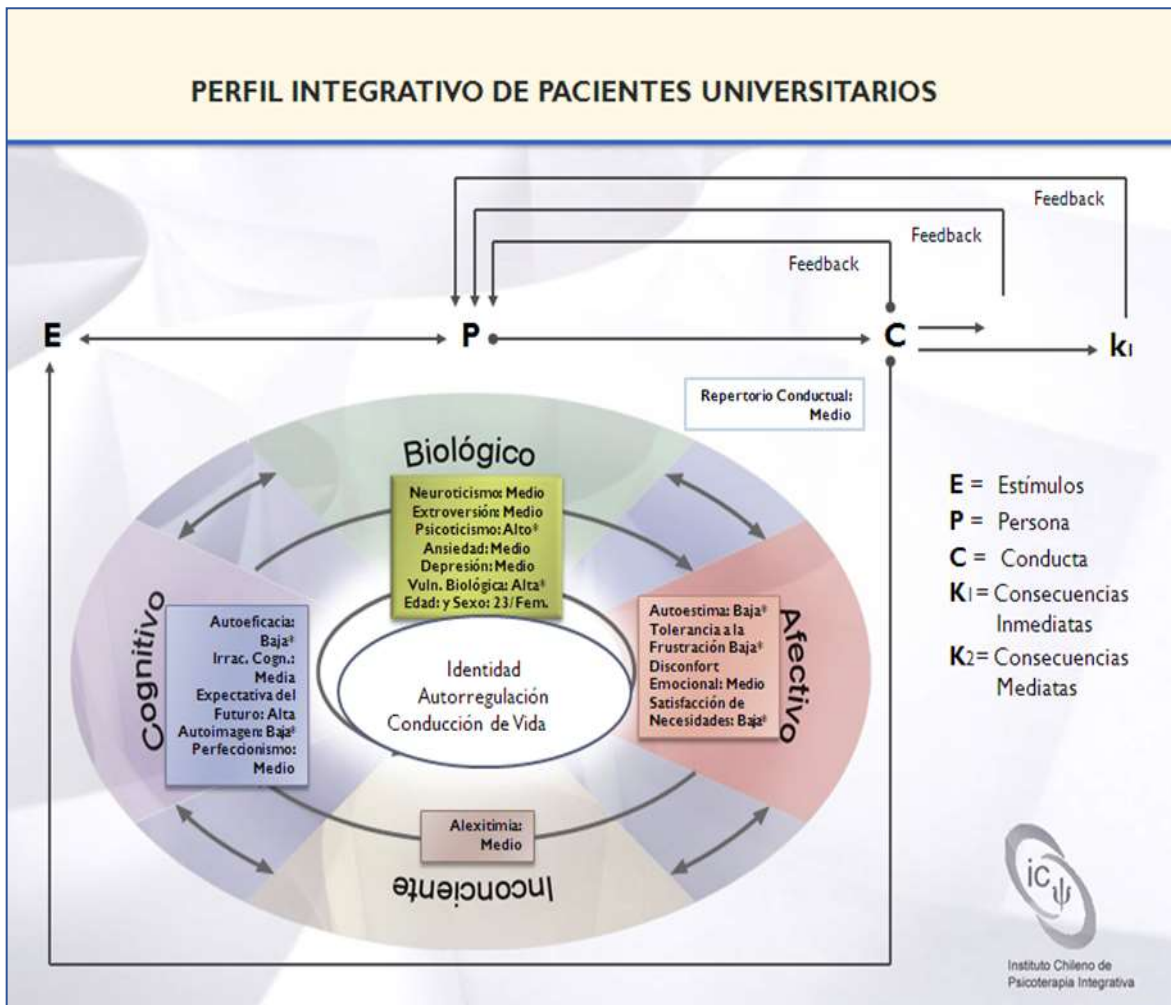 PERFIL INTEGRATIVO DE PACIENTES UNIVERSITARIOS
Feedback
Feedback
Feedback
E
P
C
k1
Repertorio Conductual:
Medio
Biológico
Neuroticismo: Medio
Extroversión: Medio
Psicoticismo: Alto*
Ansiedad: Medio
Depresión: Medio
Vuln. Biológica: Alta*
Edad: y Sexo: 23/Fem.
Cognitivo
Autoeficacia:
Baja*
Irrac. Cogn.:
Media
Expectativa del
Futuro: Alta
Autoimagen: Baja*
Perfeccionismo:
Medio
Identidad
Autorregulación
Conducción de Vida
Afectivo
Autoestima: Baja*
Tolerancia a la
Frustración Baja*
Disconfort
Emocional: Medio
Satisfacción de
Necesidades: Baja*
Alexitimia:
Medio
Inconciente
E = Estímulos
P = Persona
C = Conducta
K1 = Consecuencias
Inmediatas
K2 = Consecuencias
Mediatas
iCψ
Instituto Chileno de
Psicoterapia Integrativa